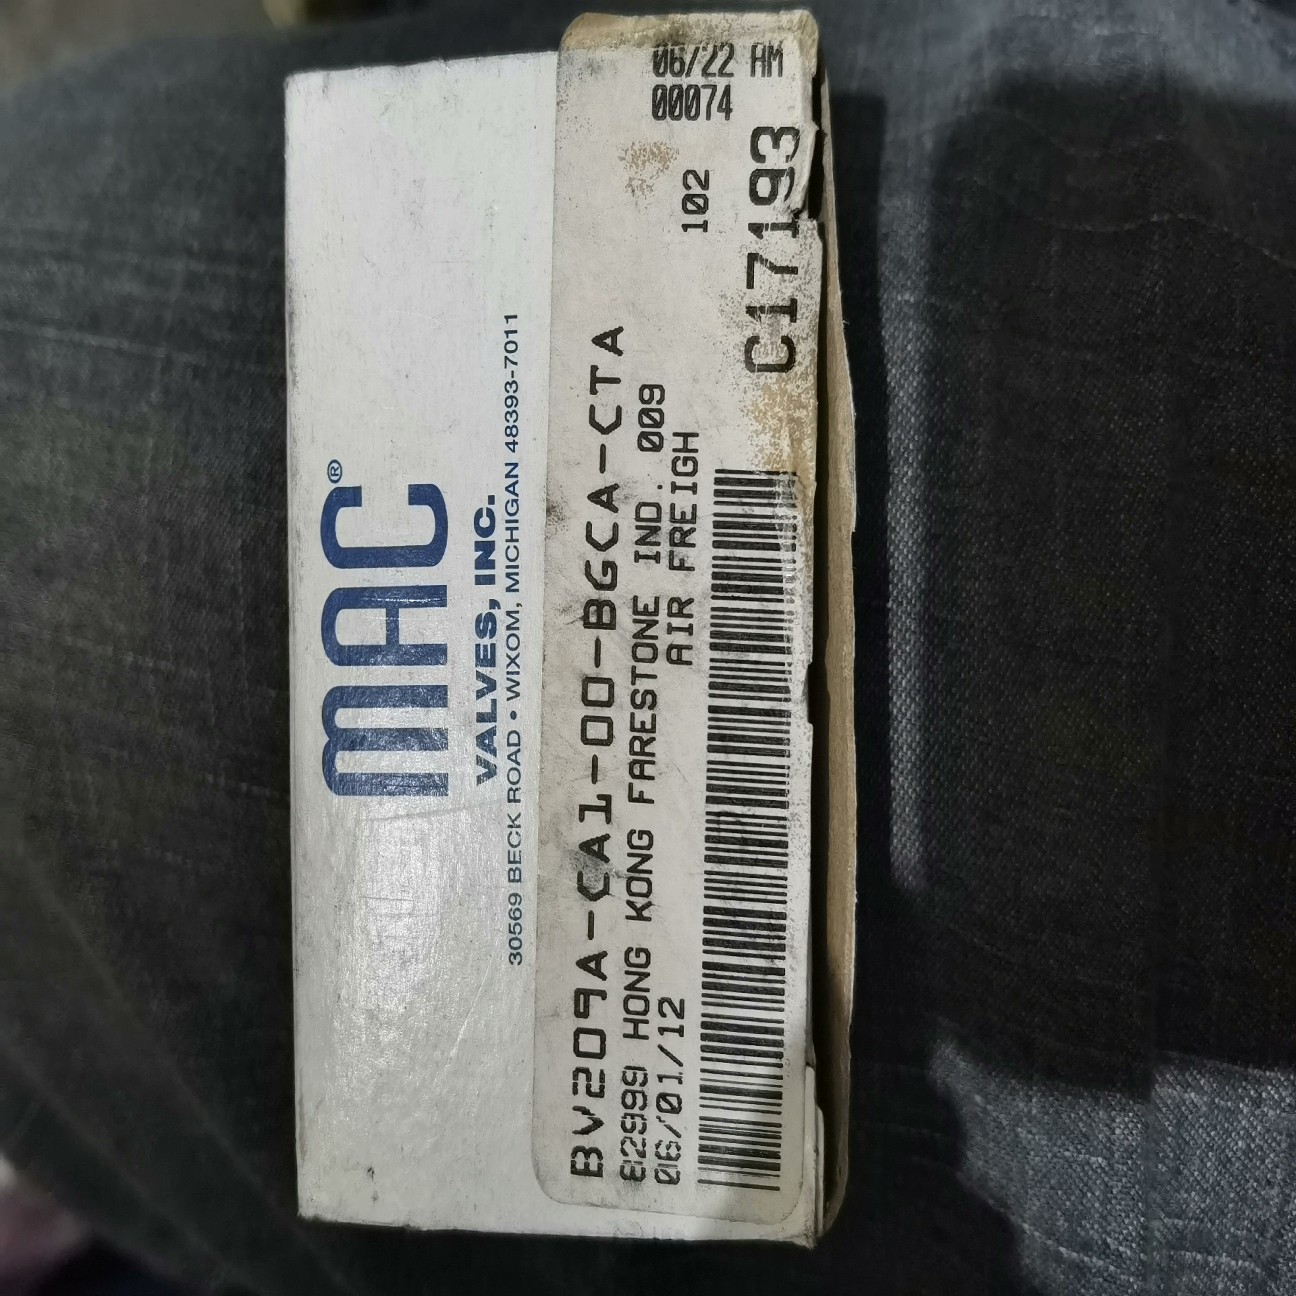 MAC®
VALVES, INC.
30569 BECK ROAD • WIXOM, MICHIGAN 48393-7011
BV209A-CA1-00-BGCA-CTA
82999 HONG KONG FARESTONE IND. 009
06/01/12 AIR FREIGH
102
C17193
06/22 AM
00074